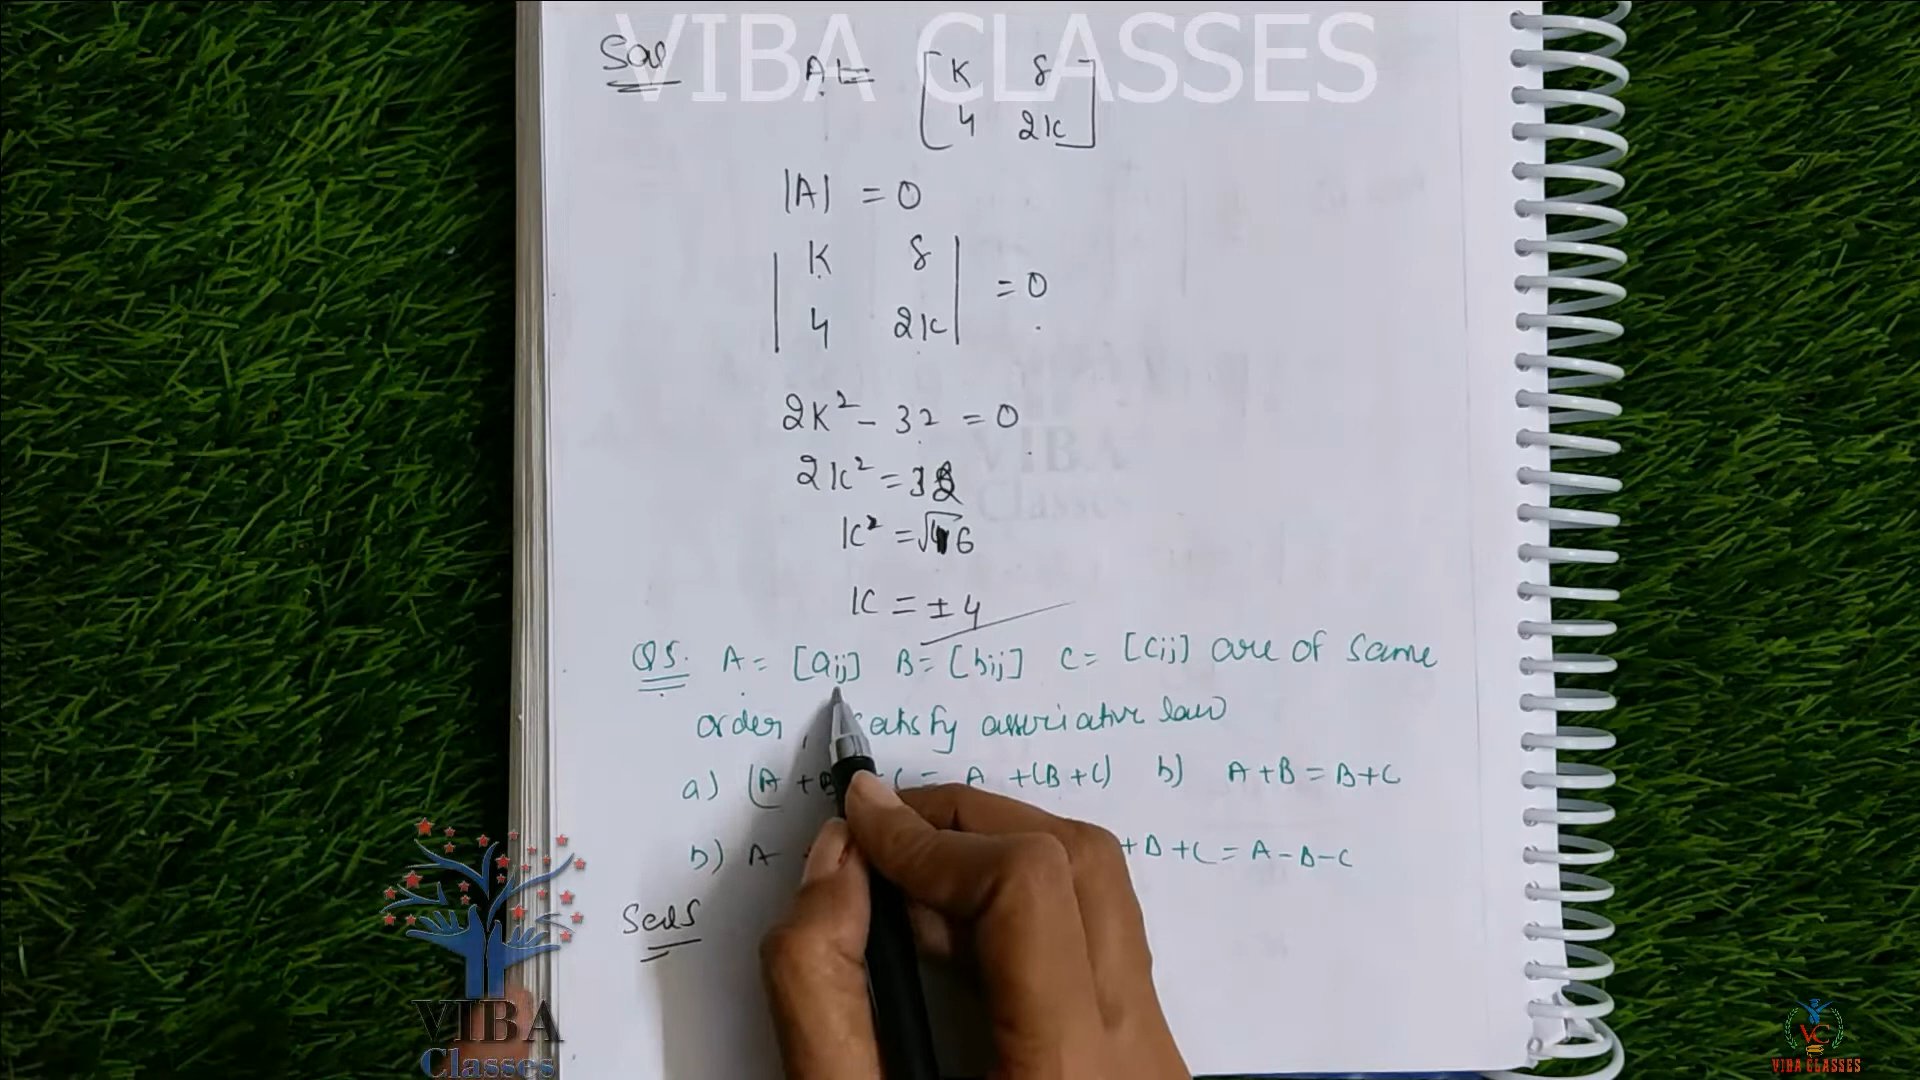 VIBA CLASSES
Sol A = [K 8
4 2K]
|A| = 0
|K 8
4 2K| = 0
2K² - 32 = 0
2K² = 32
K² = √16
K = ± 4
Q5. A = [aij] B = [bij] C = [cij] are of same
order satisfy associative law
a) (A + B C = A + (B + C) b) A + B = B + C
b) A + B + C = A - B - C
VIBA
Classes
VC
VIBA CLASSES